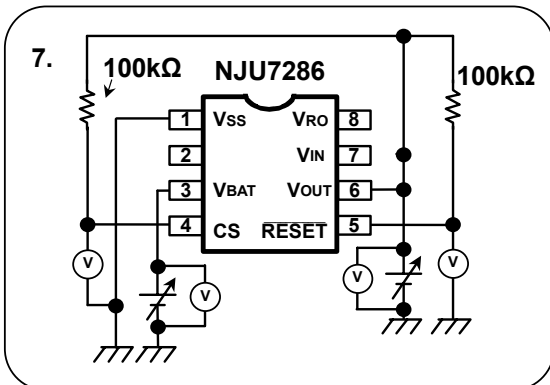 7.
100kΩ
NJU7286
100kΩ
1 VSS VRO 8
2 VIN 7
3 VBAT VOUT 6
4 CS RESET 5
V
V
V
V